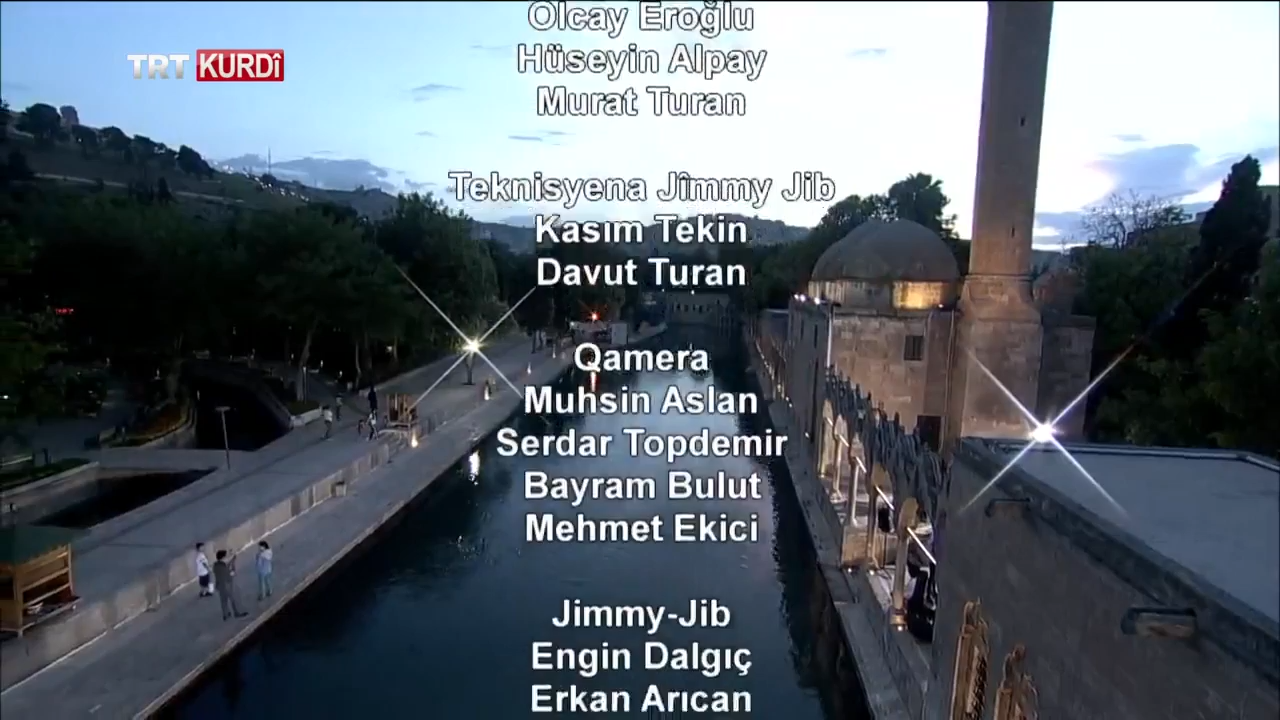 Olcay Eroğlu
TRT KURDÎ
Hüseyin Alpay
Murat Turan
Teknisyena Jîmmy Jib
Kasım Tekin
Davut Turan
Qamera
Muhsin Aslan
Serdar Topdemir
Bayram Bulut
Mehmet Ekici
Jimmy-Jib
Engin Dalgıç
Erkan Arıcan